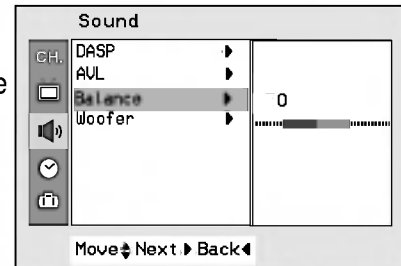 Sound
CH.
DASP
AVL
Balance
0
Woofer
e
Move Next Back